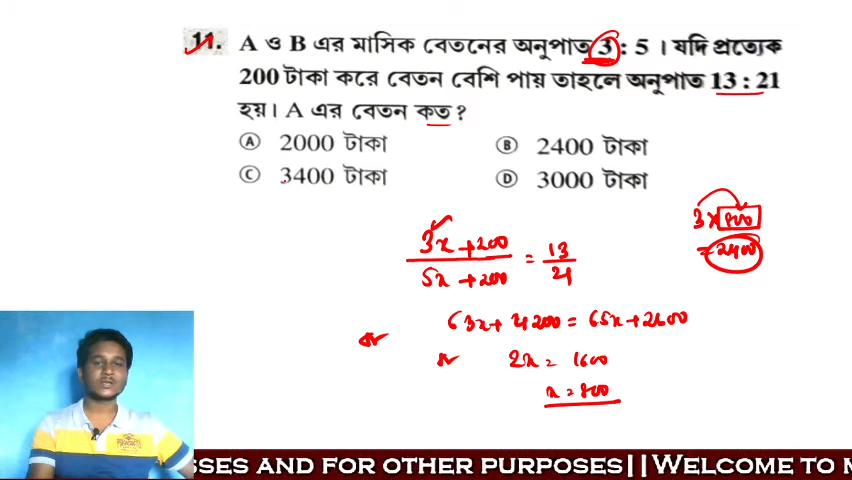 11. A ও B এর মাসিক বেতনের অনুপাত 3 : 5 । যদি প্রত্যেক
200 টাকা করে বেতন বেশি পায় তাহলে অনুপাত 13 : 21
হয়। A এর বেতন কত?
Ⓐ 2000 টাকা Ⓑ 2400 টাকা
Ⓒ 3400 টাকা Ⓓ 3000 টাকা
3x800
= 2400
3x+200 / 5x+200 = 13 / 21
63x+4200 = 65x+2600
2x = 1600
x = 800
SSES AND FOR OTHER PURPOSES||WELCOME TO M